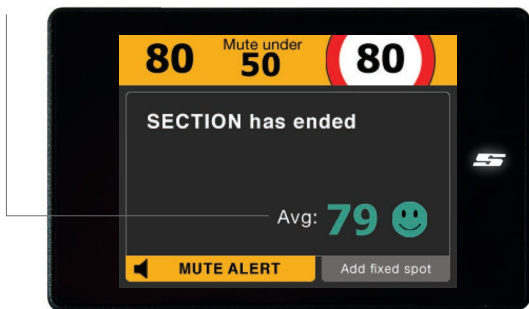 80 Mute under 50 80
SECTION has ended
Avg: 79
MUTE ALERT Add fixed spot